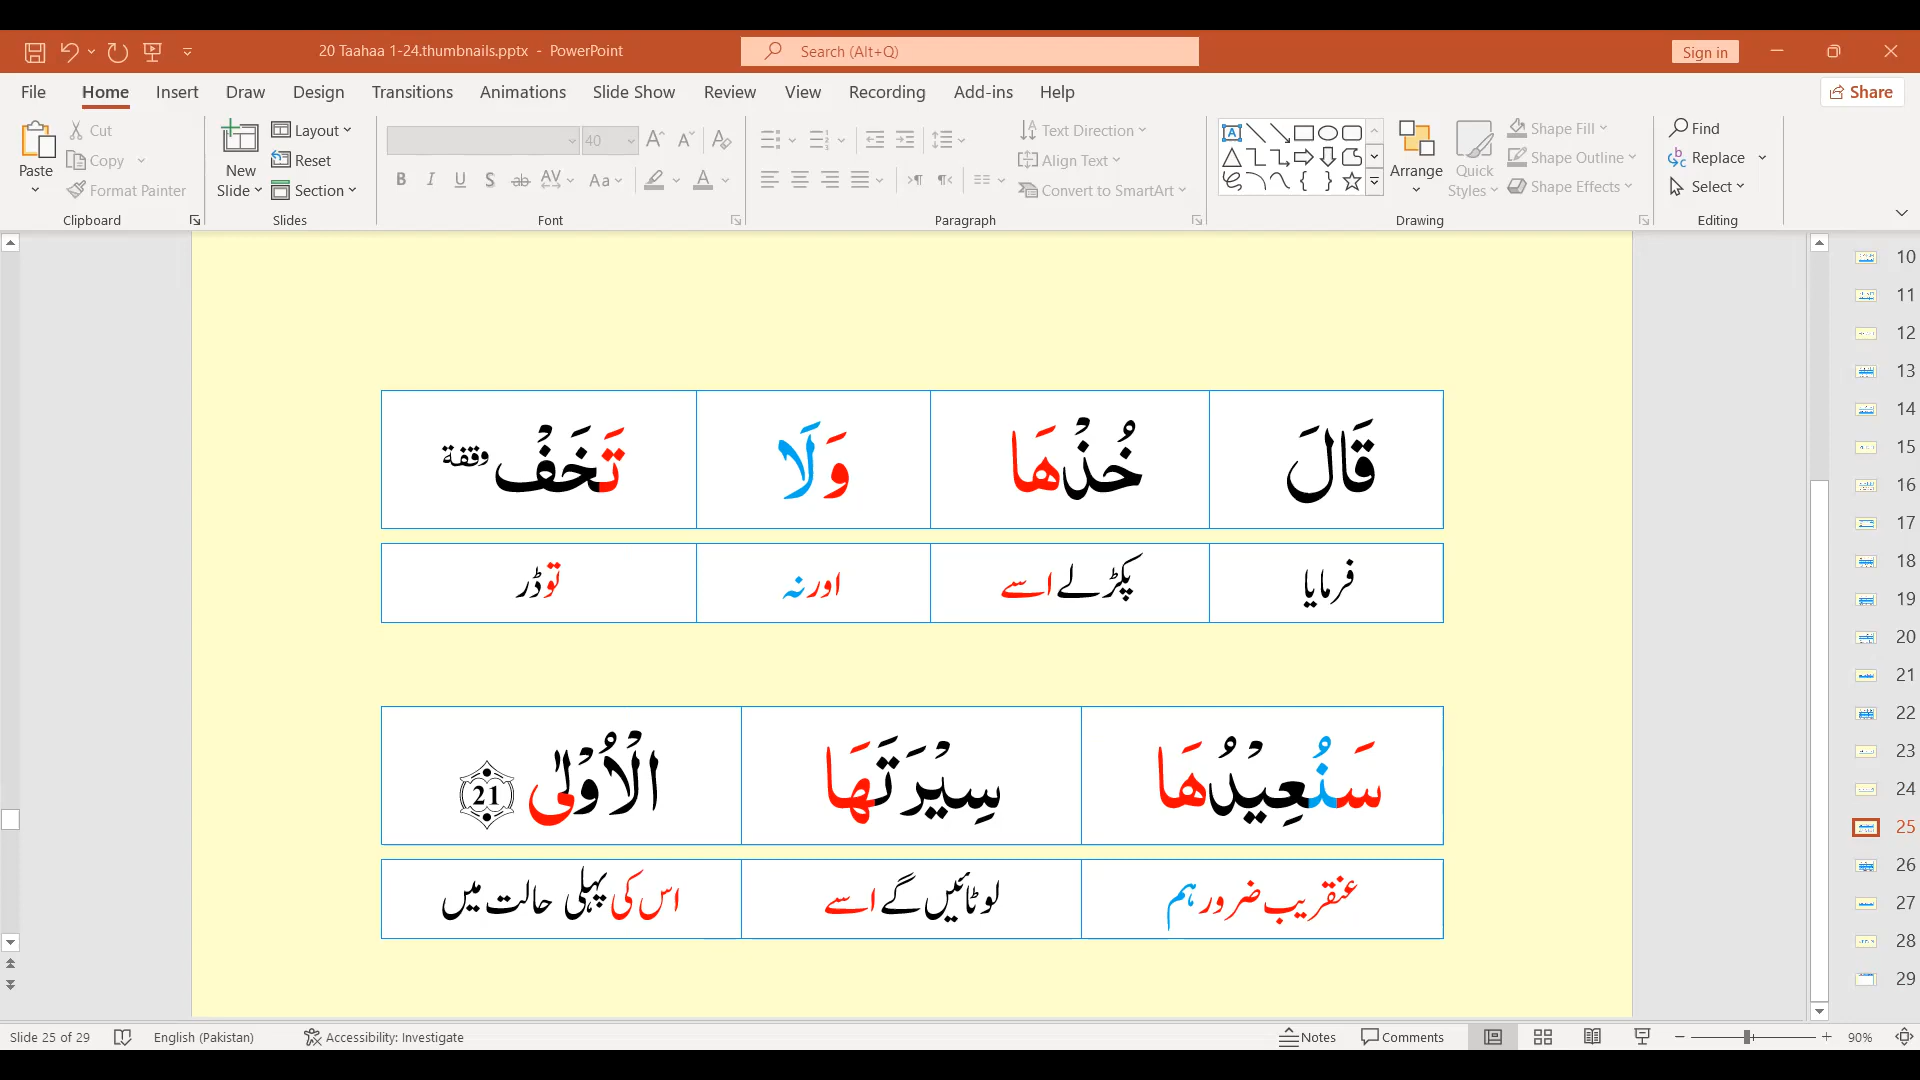 20 Taahaa 1-24.thumbnails.pptx - PowerPoint
Search (Alt+Q)
Sign in
File Home Insert Draw Design Transitions Animations Slide Show Review View Recording Add-ins Help
Share
Paste
Cut
Copy
Format Painter
Clipboard
New Slide
Layout
Reset
Section
Slides
40
Font
Text Direction
Align Text
Convert to SmartArt
Paragraph
Arrange
Quick Styles
Shape Fill
Shape Outline
Shape Effects
Drawing
Find
Replace
Select
Editing
قَالَ خُذْهَا وَلَا تَخَفْ وقفة
فرمایا پکڑ لے اسے اور نہ تو ڈر
سَنُعِيْدُهَا سِيْرَتَهَا الْاُوْلٰى 21
عنقریب ضرور ہم لوٹائیں گے اسے اس کی پہلی حالت میں
10
11
12
13
14
15
16
17
18
19
20
21
22
23
24
25
26
27
28
29
Slide 25 of 29 English (Pakistan) Accessibility: Investigate Notes Comments 90%